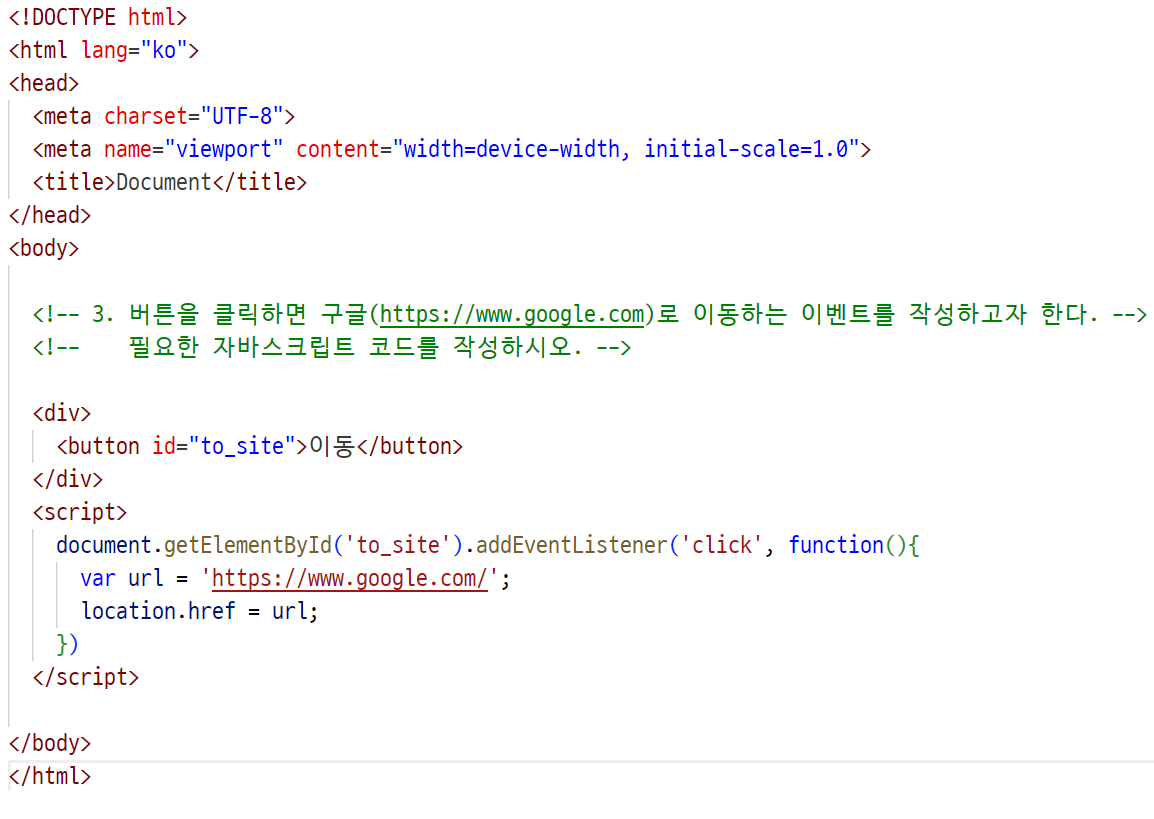 <!DOCTYPE html>
<html lang="ko">
<head>
  <meta charset="UTF-8">
  <meta name="viewport" content="width=device-width, initial-scale=1.0">
  <title>Document</title>
</head>
<body>

  <!-- 3. 버튼을 클릭하면 구글(https://www.google.com)로 이동하는 이벤트를 작성하고자 한다. -->
  <!--    필요한 자바스크립트 코드를 작성하시오. -->

  <div>
    <button id="to_site">이동</button>
  </div>
  <script>
    document.getElementById('to_site').addEventListener('click', function(){
      var url = 'https://www.google.com/';
      location.href = url;
    })
  </script>

</body>
</html>